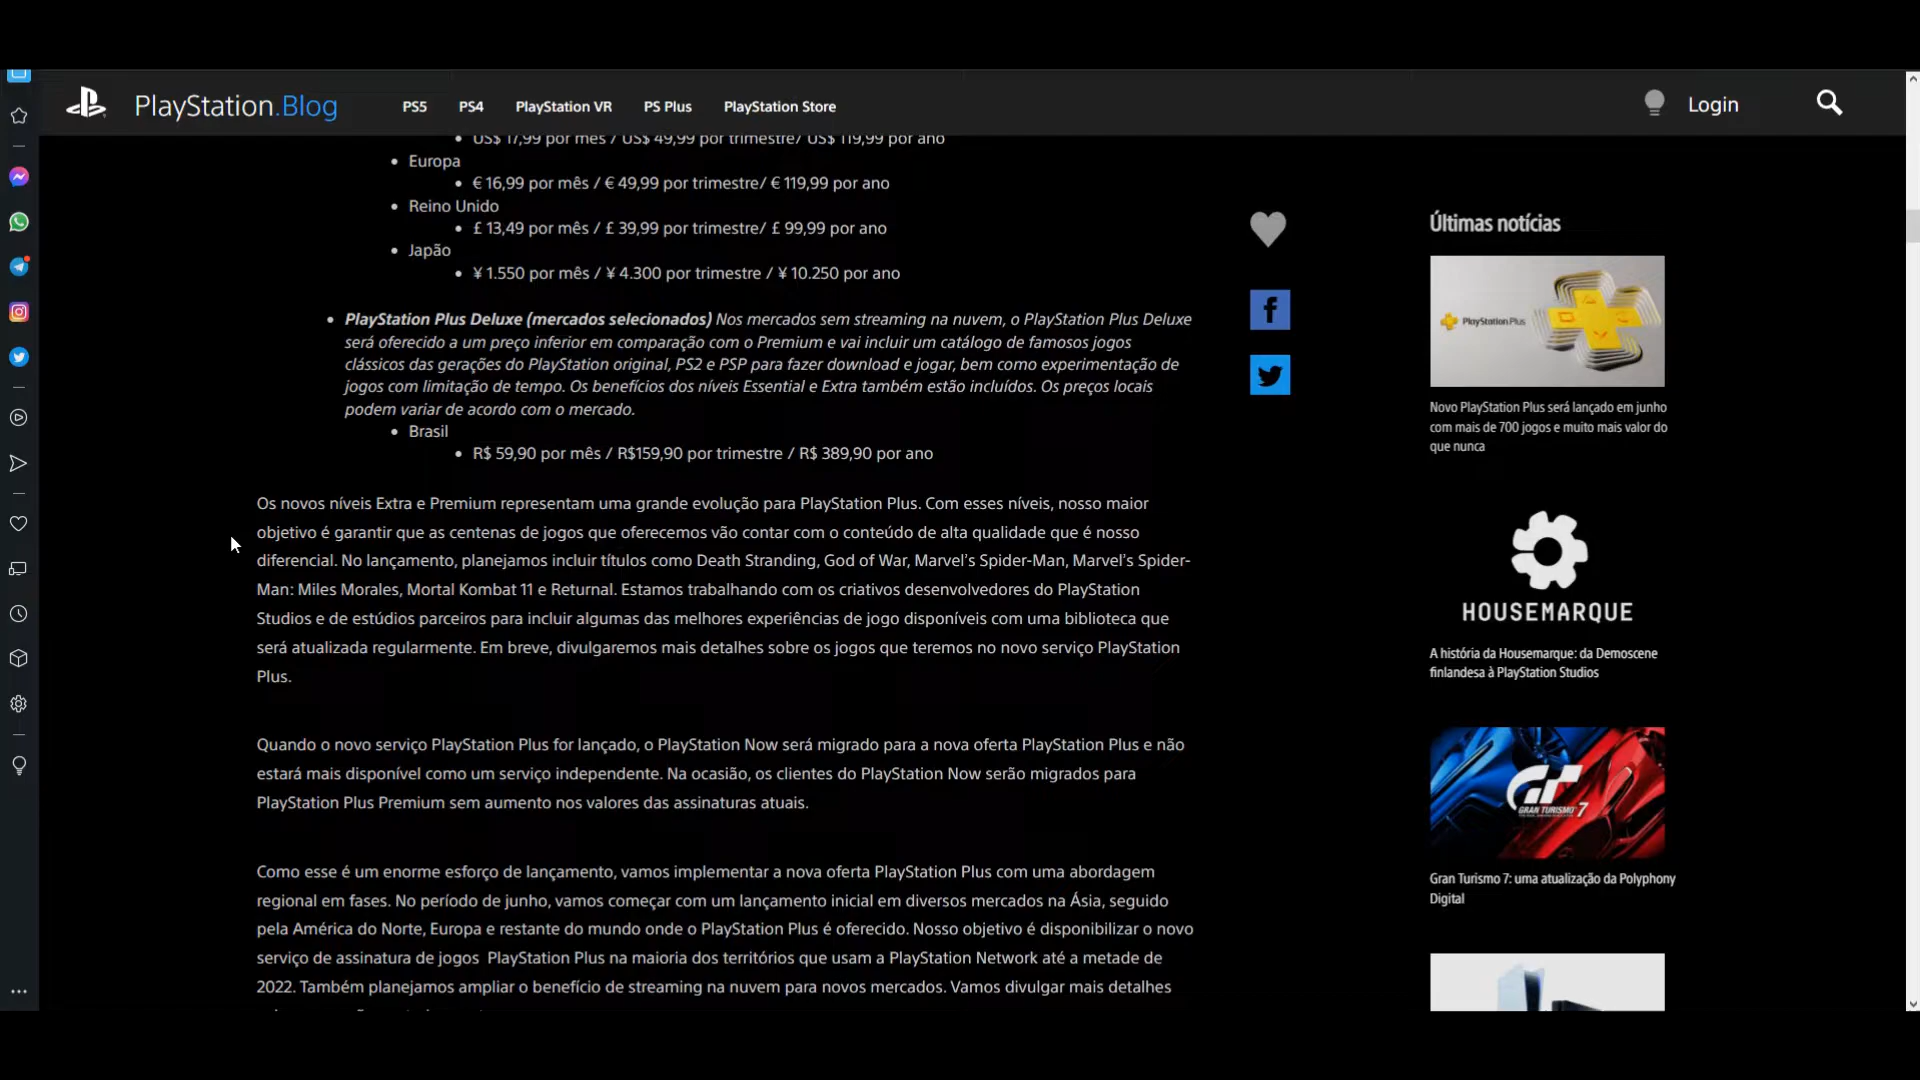 PlayStation.Blog PS5 PS4 PlayStation VR PS Plus PlayStation Store Login
US$ 17,99 por mês / US$ 49,99 por trimestre/ US$ 119,99 por ano
Europa
€ 16,99 por mês / € 49,99 por trimestre/ € 119,99 por ano
Reino Unido
£ 13,49 por mês / £ 39,99 por trimestre/ £ 99,99 por ano
Japão
¥ 1.550 por mês / ¥ 4.300 por trimestre / ¥ 10.250 por ano
PlayStation Plus Deluxe (mercados selecionados) Nos mercados sem streaming na nuvem, o PlayStation Plus Deluxe
será oferecido a um preço inferior em comparação com o Premium e vai incluir um catálogo de famosos jogos
clássicos das gerações do PlayStation original, PS2 e PSP para fazer download e jogar, bem como experimentação de
jogos com limitação de tempo. Os benefícios dos níveis Essential e Extra também estão incluídos. Os preços locais
podem variar de acordo com o mercado.
Brasil
R$ 59,90 por mês / R$159,90 por trimestre / R$ 389,90 por ano
Os novos níveis Extra e Premium representam uma grande evolução para PlayStation Plus. Com esses níveis, nosso maior
objetivo é garantir que as centenas de jogos que oferecemos vão contar com o conteúdo de alta qualidade que é nosso
diferencial. No lançamento, planejamos incluir títulos como Death Stranding, God of War, Marvel’s Spider-Man, Marvel’s Spider-
Man: Miles Morales, Mortal Kombat 11 e Returnal. Estamos trabalhando com os criativos desenvolvedores do PlayStation
Studios e de estúdios parceiros para incluir algumas das melhores experiências de jogo disponíveis com uma biblioteca que
será atualizada regularmente. Em breve, divulgaremos mais detalhes sobre os jogos que teremos no novo serviço PlayStation
Plus.
Quando o novo serviço PlayStation Plus for lançado, o PlayStation Now será migrado para a nova oferta PlayStation Plus e não
estará mais disponível como um serviço independente. Na ocasião, os clientes do PlayStation Now serão migrados para
PlayStation Plus Premium sem aumento nos valores das assinaturas atuais.
Como esse é um enorme esforço de lançamento, vamos implementar a nova oferta PlayStation Plus com uma abordagem
regional em fases. No período de junho, vamos começar com um lançamento inicial em diversos mercados na Ásia, seguido
pela América do Norte, Europa e restante do mundo onde o PlayStation Plus é oferecido. Nosso objetivo é disponibilizar o novo
serviço de assinatura de jogos PlayStation Plus na maioria dos territórios que usam a PlayStation Network até a metade de
2022. Também planejamos ampliar o benefício de streaming na nuvem para novos mercados. Vamos divulgar mais detalhes
Últimas notícias
PlayStation Plus
Novo PlayStation Plus será lançado em junho
com mais de 700 jogos e muito mais valor do
que nunca
HOUSEMARQUE
A história da Housemarque: da Demoscene
finlandesa à PlayStation Studios
GT
GRAN TURISMO 7
Gran Turismo 7: uma atualização da Polyphony
Digital